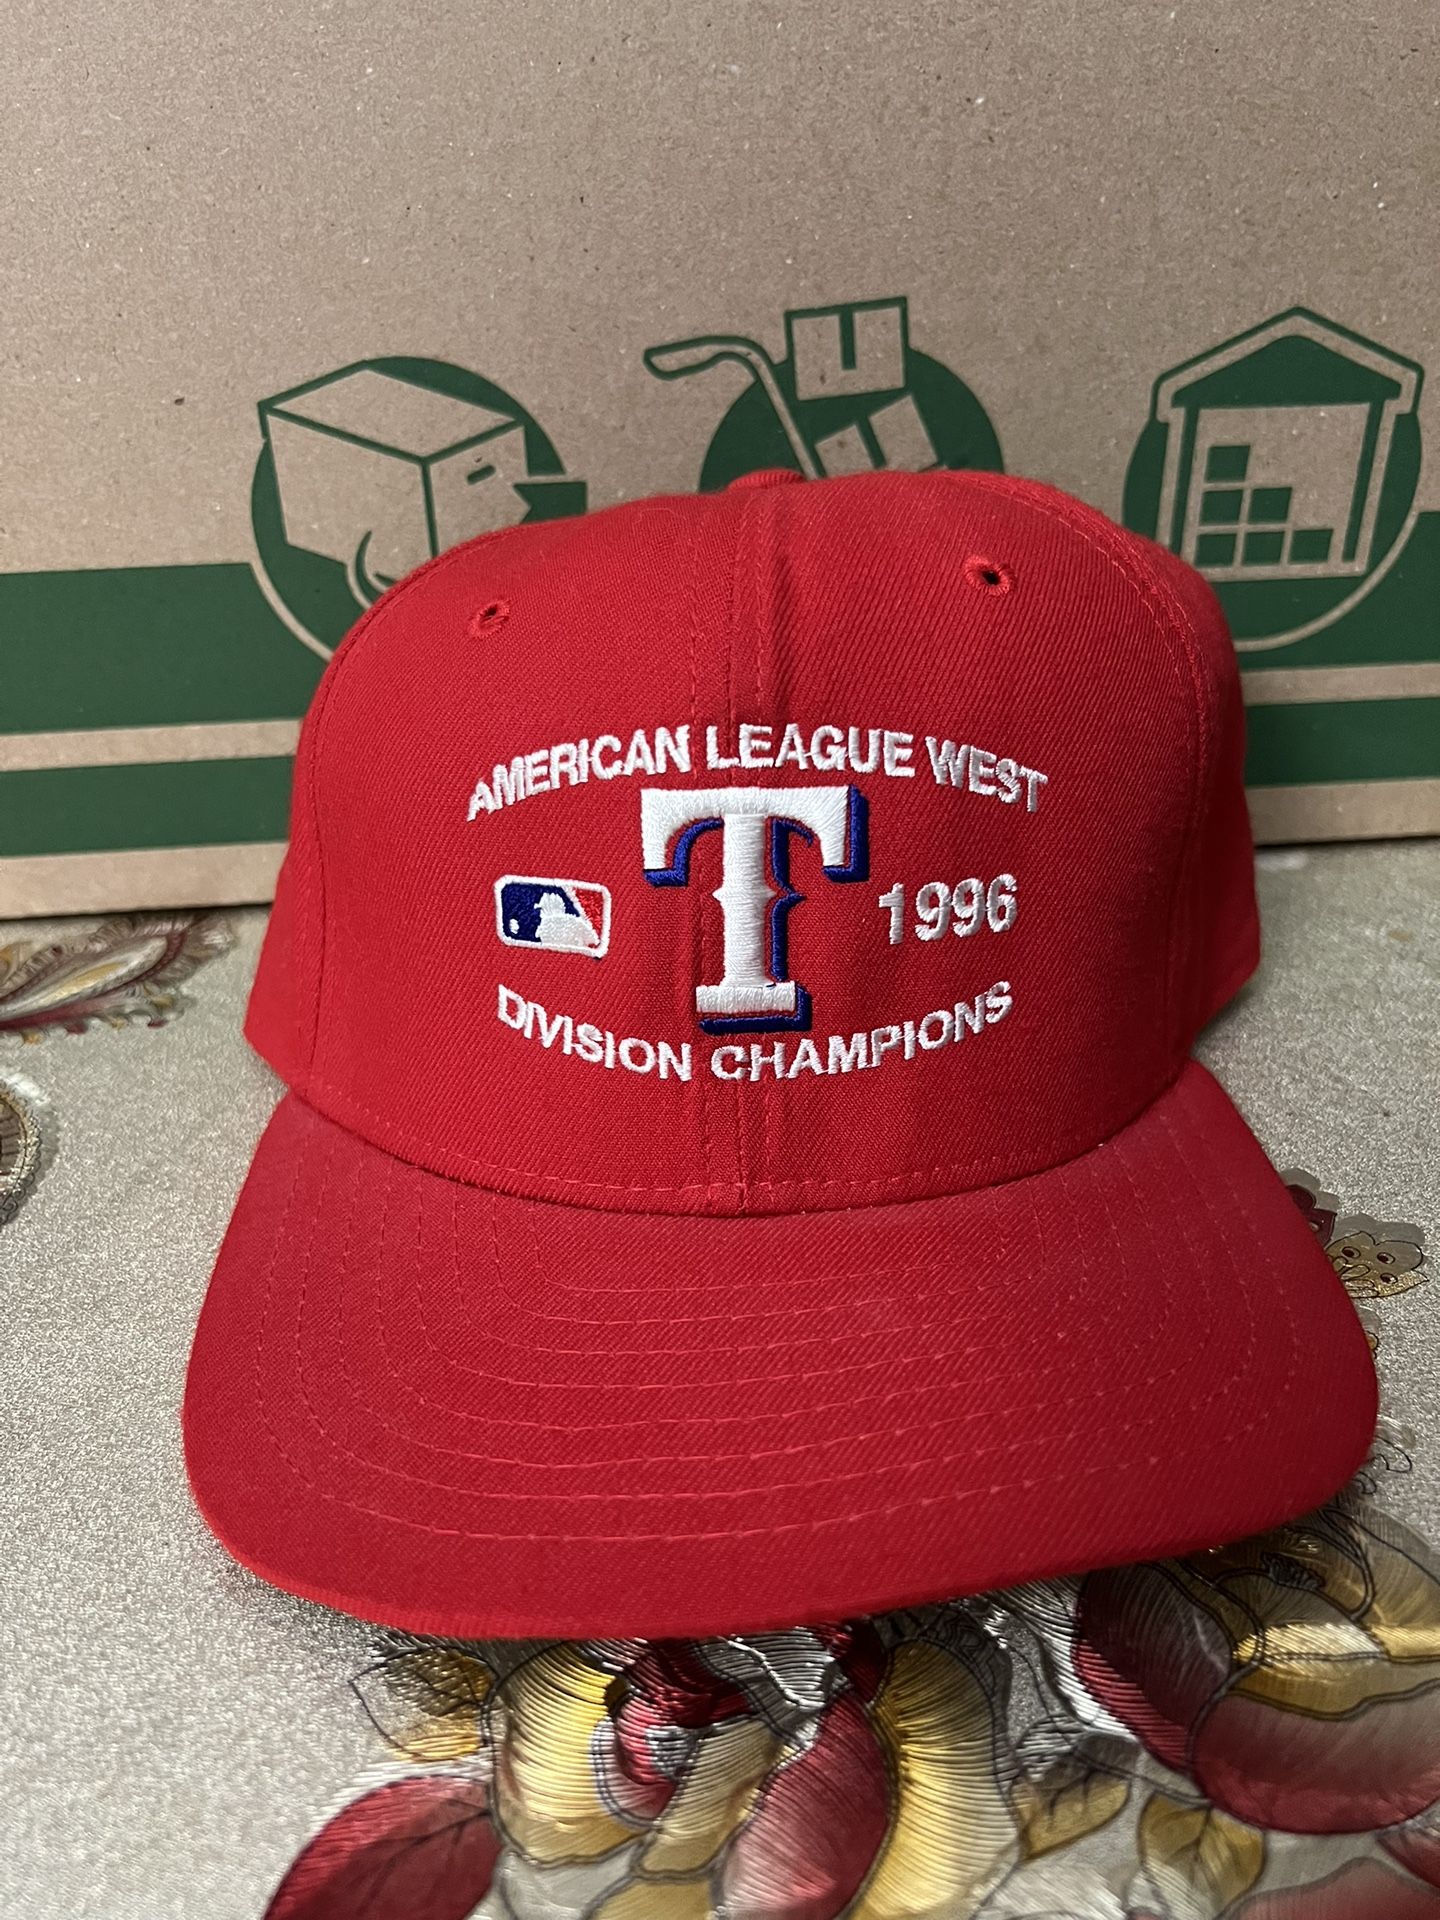 AMERICAN LEAGUE WEST
T
1996
DIVISION CHAMPIONS